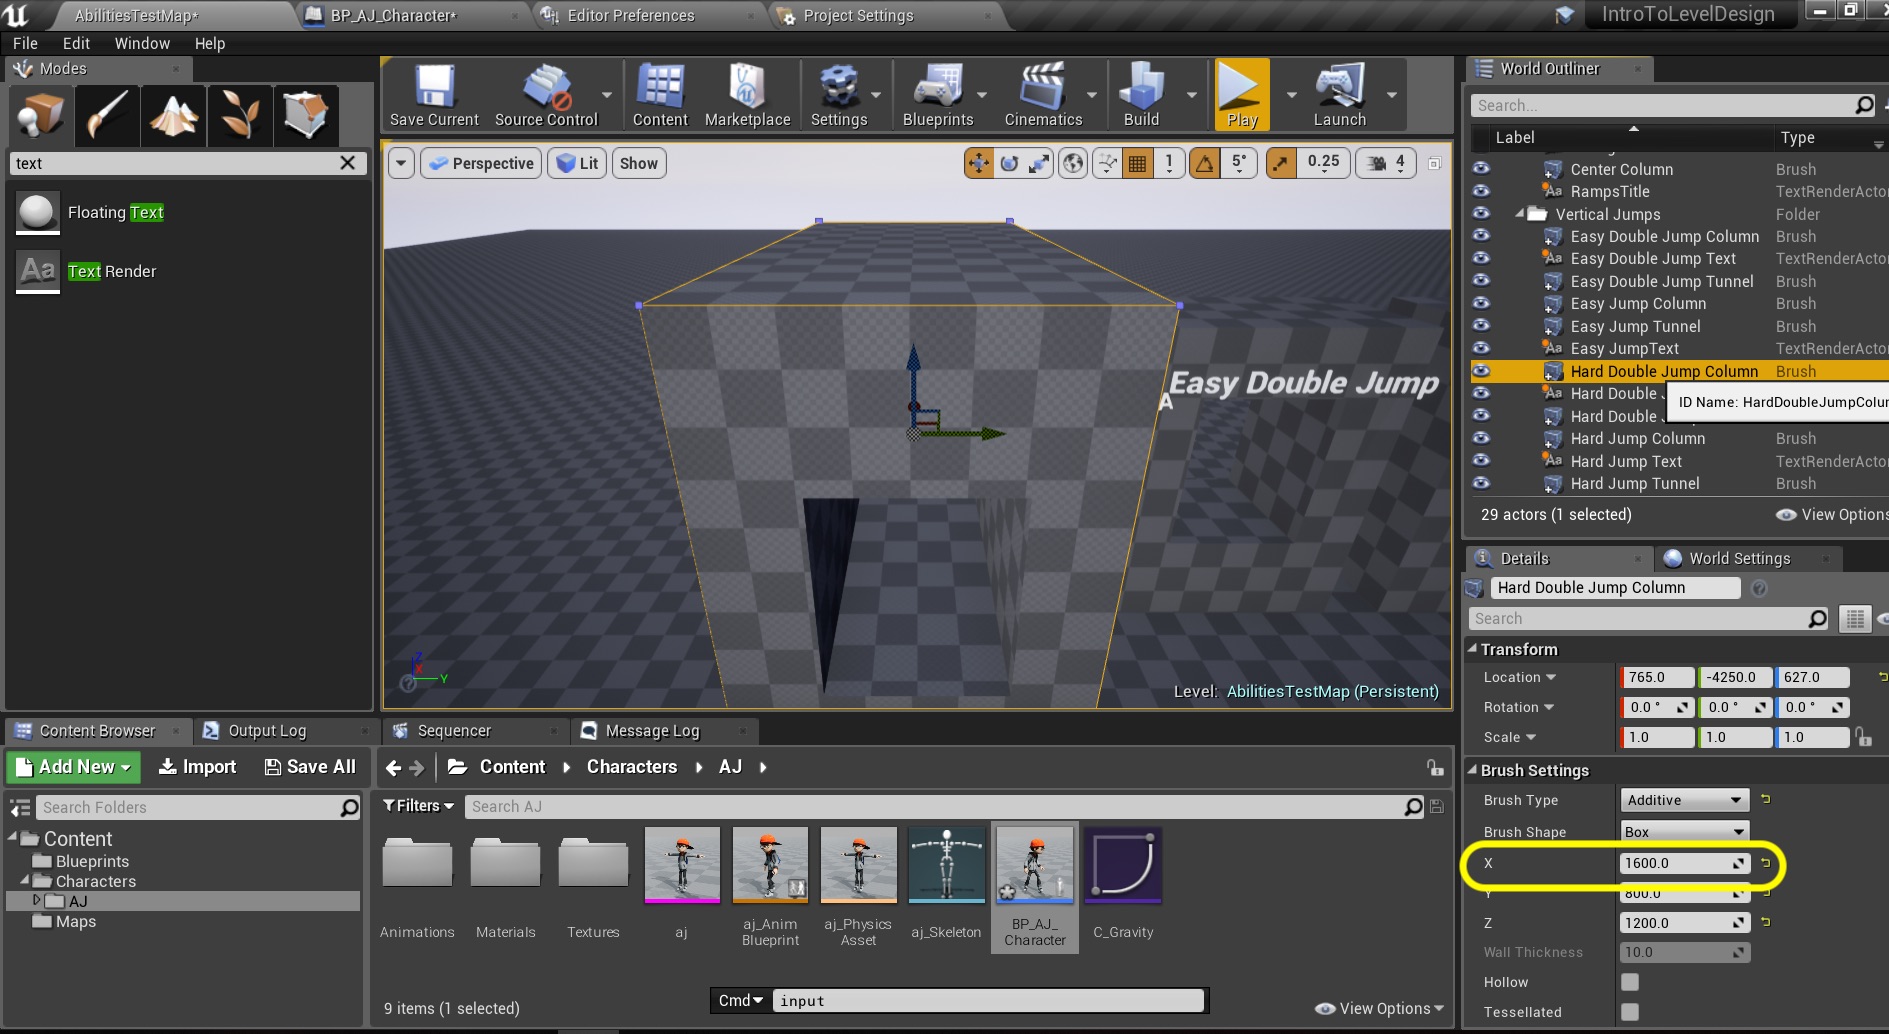 AbilitiesTestMap*
BP_AJ_Character*
Editor Preferences
Project Settings
IntroToLevelDesign
File Edit Window Help
Modes
text
Floating Text
Text Render
Save Current
Source Control
Content
Marketplace
Settings
Blueprints
Cinematics
Build
Play
Launch
Perspective
Lit
Show
1
5°
0.25
4
Easy Double Jump
A
Z
X
Y
Level: AbilitiesTestMap (Persistent)
World Outliner
Search...
Label Type
Center Column Brush
RampsTitle TextRenderActo
Vertical Jumps Folder
Easy Double Jump Column Brush
Easy Double Jump Text TextRenderActo
Easy Double Jump Tunnel Brush
Easy Jump Column Brush
Easy Jump Tunnel Brush
Easy JumpText TextRenderActo
Hard Double Jump Column Brush
Hard Double
ID Name: HardDoubleJumpColu
Hard Double
Hard Jump Column Brush
Hard Jump Text TextRenderActo
Hard Jump Tunnel Brush
29 actors (1 selected)
View Options
Details
World Settings
Hard Double Jump Column
Search
Transform
Location 765.0 -4250.0 627.0
Rotation 0.0 ° 0.0 ° 0.0 °
Scale 1.0 1.0 1.0
Brush Settings
Brush Type Additive
Brush Shape Box
X 1600.0
Y 800.0
Z 1200.0
Wall Thickness 10.0
Hollow
Tessellated
Content Browser
Output Log
Sequencer
Message Log
Add New
Import
Save All
Content Characters AJ
Search Folders
Content
Blueprints
Characters
AJ
Maps
Filters
Search AJ
Animations
Materials
Textures
aj
aj_Anim
Blueprint
aj_Physics
Asset
aj_Skeleton
BP_AJ_
Character
C_Gravity
9 items (1 selected)
Cmd input
View Options